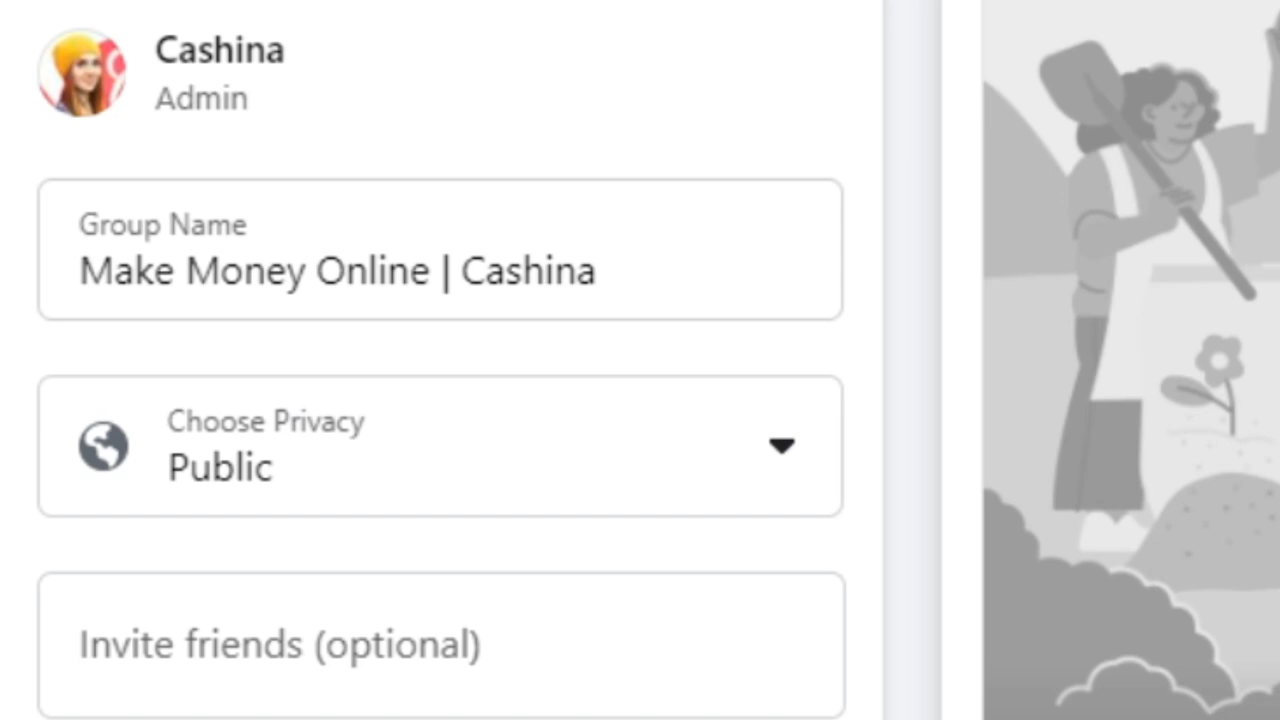 Cashina
Admin
Group Name
Make Money Online | Cashina
Choose Privacy
Public
Invite friends (optional)